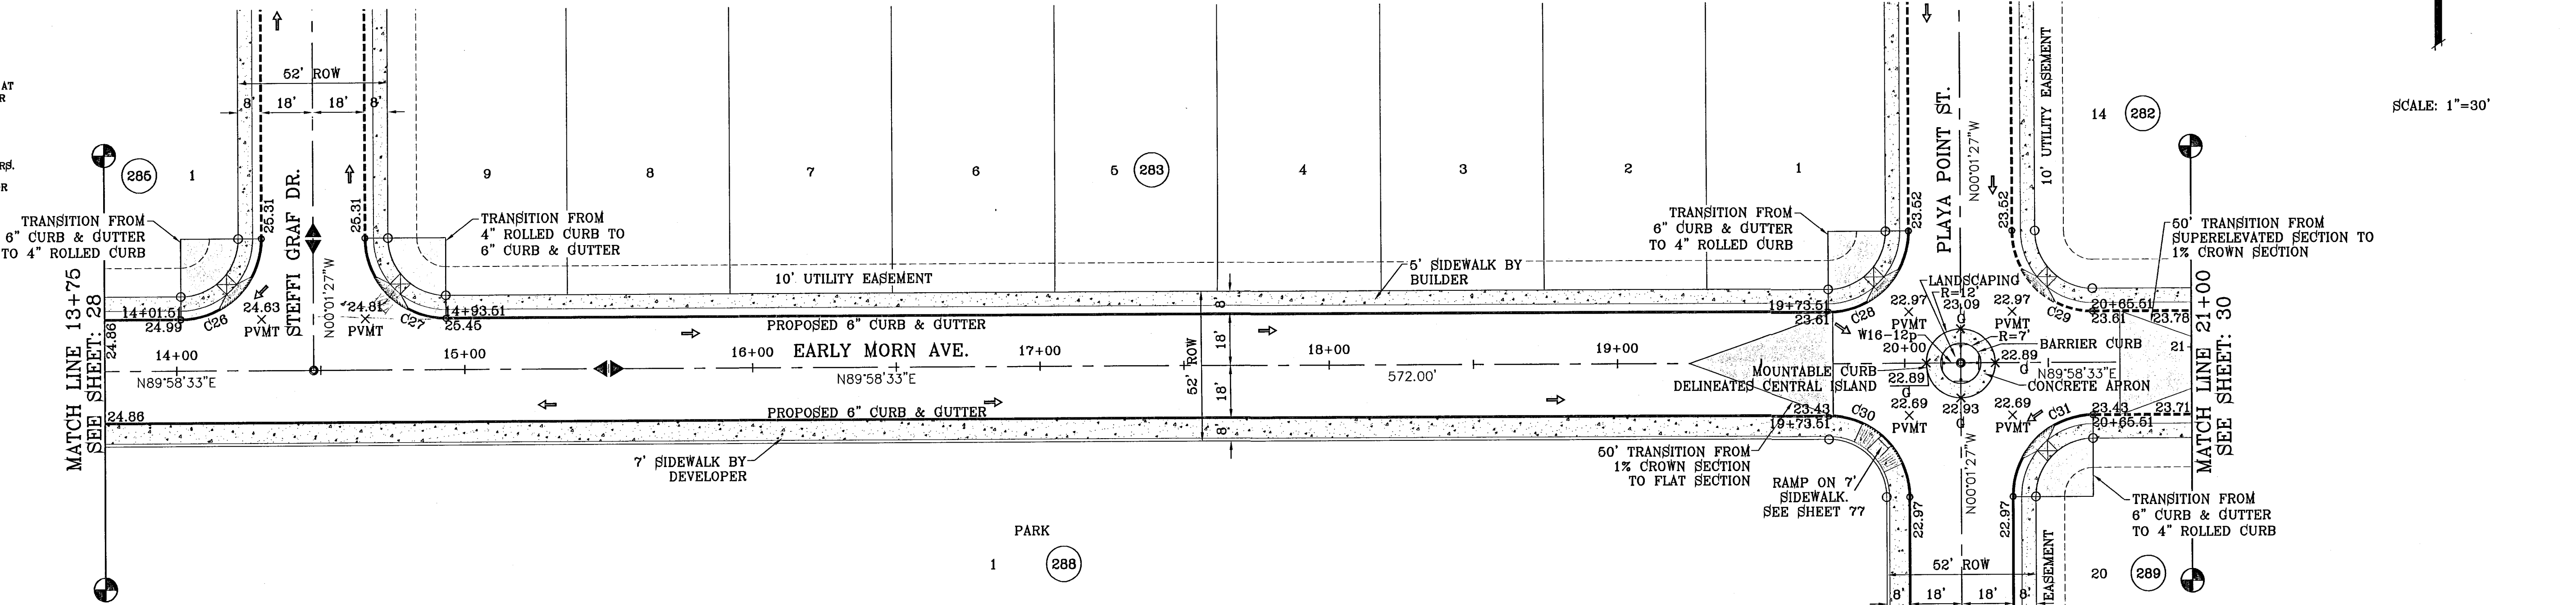 AT
R
RS.
R
52' ROW
8' 18' 18' 8'
285
1
STEFFI GRAF DR.
N00°01'27"W
25.31
25.31
TRANSITION FROM
6" CURB & GUTTER
TO 4" ROLLED CURB
TRANSITION FROM
4" ROLLED CURB TO
6" CURB & GUTTER
9
8
7
6
5
283
4
3
2
1
10' UTILITY EASEMENT
5' SIDEWALK BY
BUILDER
TRANSITION FROM
6" CURB & GUTTER
TO 4" ROLLED CURB
PLAYA POINT ST.
N00°01'27"W
10' UTILITY EASEMENT
23.52
23.52
14
282
SCALE: 1"=30'
50' TRANSITION FROM
SUPERELEVATED SECTION TO
1% CROWN SECTION
MATCH LINE 13+75
SEE SHEET: 28
24.86
14+01.51
24.99
C26
24.63
PVMT
24.81
PVMT
C27
14+93.51
25.45
PROPOSED 6" CURB & GUTTER
8'
18'
52' ROW
18'
8'
14+00
15+00
16+00
EARLY MORN AVE.
17+00
18+00
19+00
20+00
21
N89°58'33"E
N89°58'33"E
572.00'
N89°58'33"E
24.86
PROPOSED 6" CURB & GUTTER
7' SIDEWALK BY
DEVELOPER
19+73.51
23.61
C28
22.97
PVMT
LANDSCAPING
R=12'
23.09
G
22.97
PVMT
C29
20+65.51
23.61
23.78
W16-12p
R=7'
BARRIER CURB
22.89
G
MOUNTABLE CURB
DELINEATES CENTRAL ISLAND
22.89
G
CONCRETE APRON
23.43
19+73.51
C30
22.69
PVMT
22.93
G
22.69
PVMT
C31
23.43
20+65.51
23.71
MATCH LINE 21+00
SEE SHEET: 30
50' TRANSITION FROM
1% CROWN SECTION
TO FLAT SECTION
RAMP ON 7'
SIDEWALK.
SEE SHEET 77
22.97
N00°01'27"W
22.97
TRANSITION FROM
6" CURB & GUTTER
TO 4" ROLLED CURB
PARK
1
288
52' ROW
8' 18' 18' 8'
EASEMENT
20
289